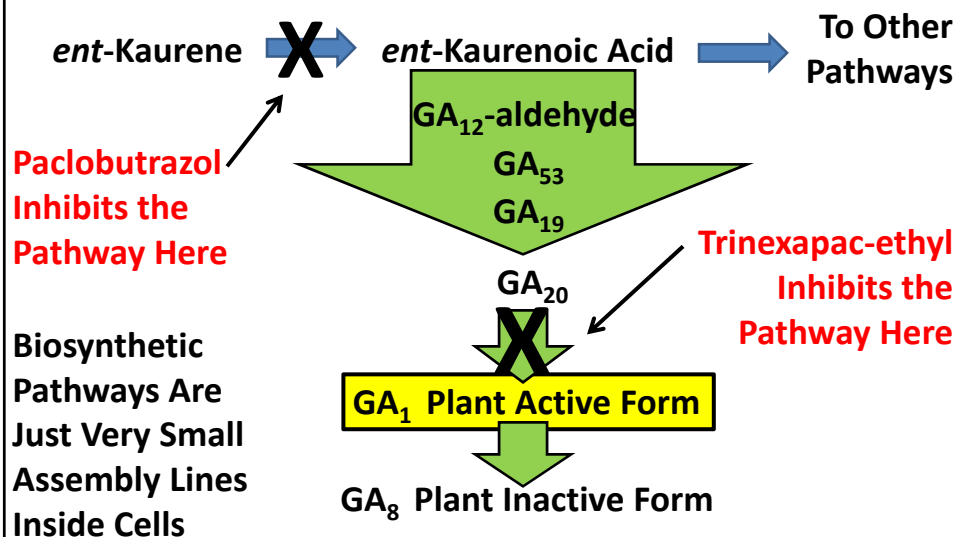 ent-Kaurene X ent-Kaurenoic Acid
To Other
Pathways
GA₁₂-aldehyde
GA₅₃
GA₁₉
Paclobutrazol
Inhibits the
Pathway Here
Trinexapac-ethyl
Inhibits the
Pathway Here
GA₂₀
X
GA₁ Plant Active Form
GA₈ Plant Inactive Form
Biosynthetic
Pathways Are
Just Very Small
Assembly Lines
Inside Cells